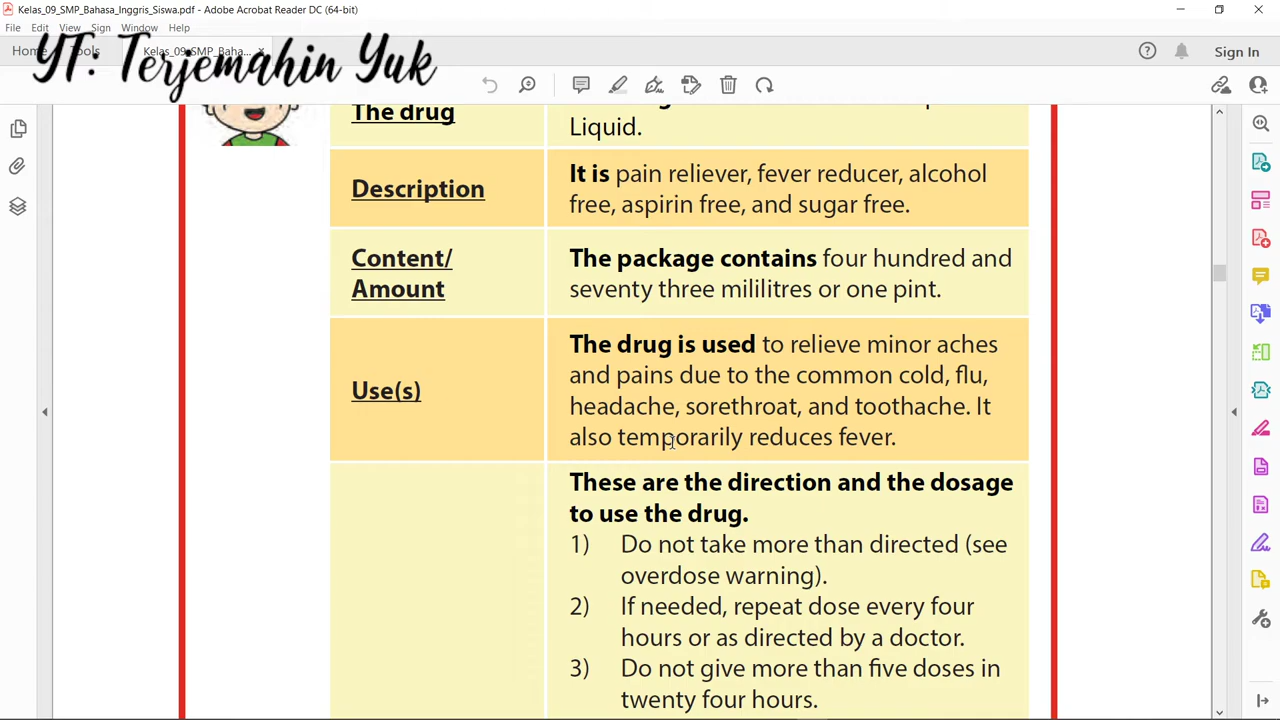 Kelas_09_SMP_Bahasa_Inggris_Siswa.pdf - Adobe Acrobat Reader DC (64-bit)
File Edit View Sign Window Help
Home Tools Kelas_09_SMP_Baha... ×
Sign In
YT: Terjemahin Yuk
The drug
Liquid.
Description
It is pain reliever, fever reducer, alcohol
free, aspirin free, and sugar free.
Content/
Amount
The package contains four hundred and
seventy three mililitres or one pint.
Use(s)
The drug is used to relieve minor aches
and pains due to the common cold, flu,
headache, sorethroat, and toothache. It
also temporarily reduces fever.
These are the direction and the dosage
to use the drug.
1) Do not take more than directed (see
overdose warning).
2) If needed, repeat dose every four
hours or as directed by a doctor.
3) Do not give more than five doses in
twenty four hours.